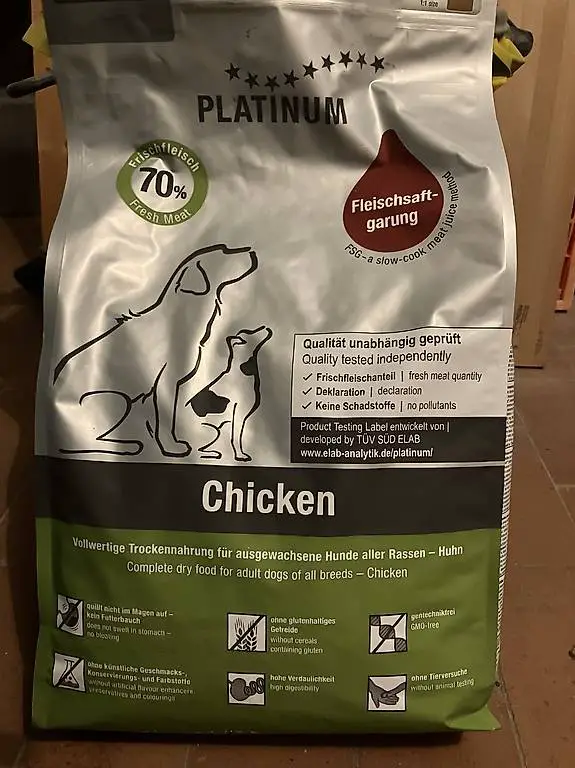 1:1 size
PLATINUM
Frischfleisch
70%
Fresh Meat
Fleischsaft-
garung
FSG – a slow-cook meat juice method
Qualität unabhängig geprüft
Quality tested independently
✓ Frischfleischanteil | fresh meat quantity
✓ Deklaration | declaration
✓ Keine Schadstoffe | no pollutants
Product Testing Label entwickelt von |
developed by TÜV SÜD ELAB
www.elab-analytik.de/platinum/
Chicken
Vollwertige Trockennahrung für ausgewachsene Hunde aller Rassen – Huhn
Complete dry food for adult dogs of all breeds – Chicken
quillt nicht im Magen auf –
kein Futterbauch
does not swell in stomach –
no bloating
ohne glutenhaltiges
Getreide
without cereals
containing gluten
gentechnikfrei
GMO-free
ohne künstliche Geschmacks-,
Konservierungs- und Farbstoffe
without artificial flavour enhancers,
preservatives and colourings
hohe Verdaulichkeit
high digestibility
ohne Tierversuche
without animal testing